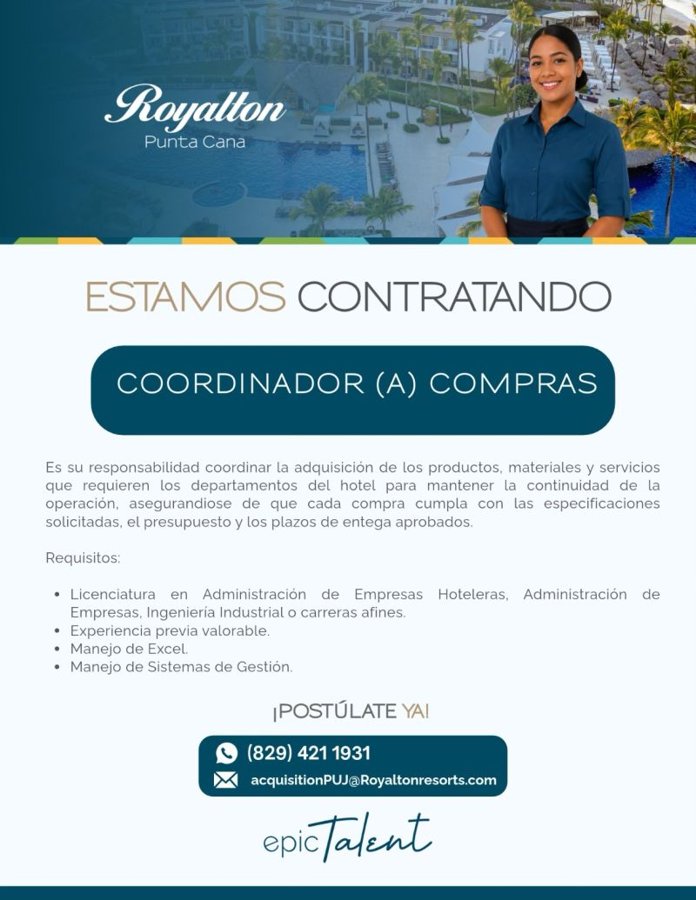 Royalton
Punta Cana
ESTAMOS CONTRATANDO
COORDINADOR (A) COMPRAS
Es su responsabilidad coordinar la adquisición de los productos, materiales y servicios
que requieren los departamentos del hotel para mantener la continuidad de la
operación, asegurandiose de que cada compra cumpla con las especificaciones
solicitadas, el presupuesto y los plazos de entega aprobados.
Requisitos:
• Licenciatura en Administración de Empresas Hoteleras, Administración de
Empresas, Ingeniería Industrial o carreras afines.
• Experiencia previa valorable.
• Manejo de Excel.
• Manejo de Sistemas de Gestión.
¡POSTÚLATE YA!
(829) 421 1931
acquisitionPUJ@Royaltonresorts.com
epicTalent